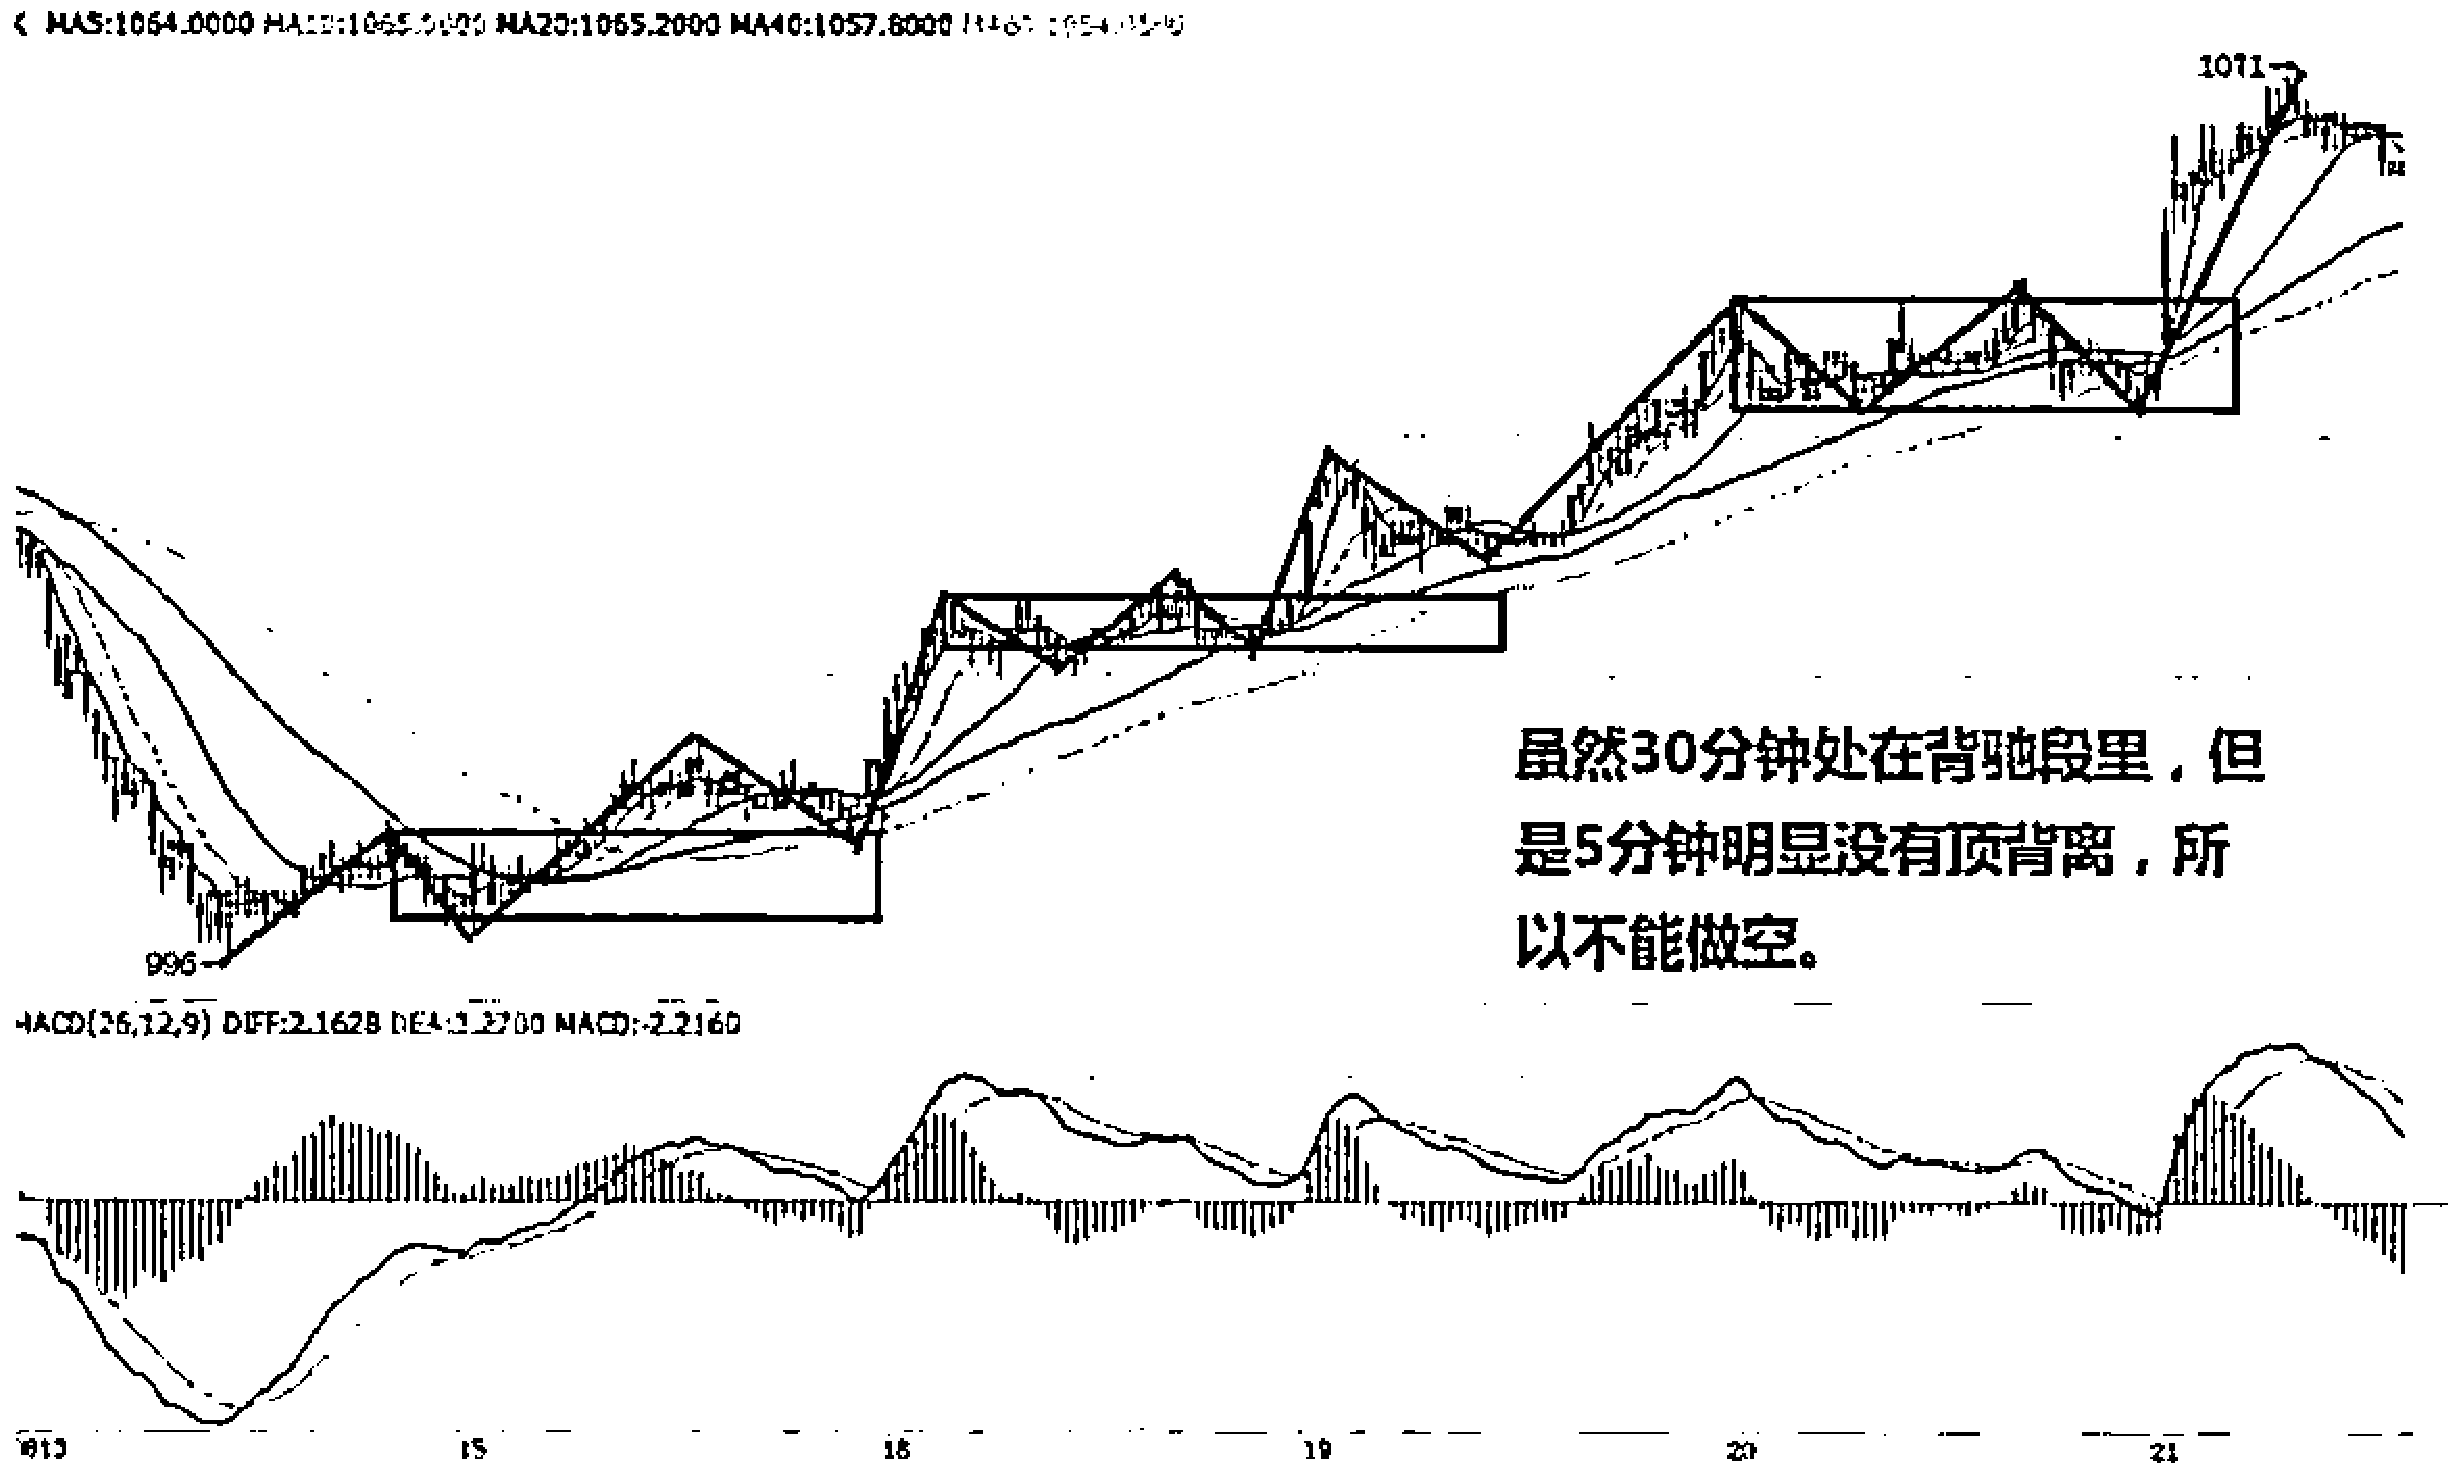 MA5:1064.0000 MA20:1065.2000 MA40:1057.8000
1071
虽然30分钟处在背驰段里，但
是5分钟明显没有顶背离，所
以不能做空。
996
MACD(26,12,9) DIFF:2.1628 MACD:-2.2160
15 18 19 20 21